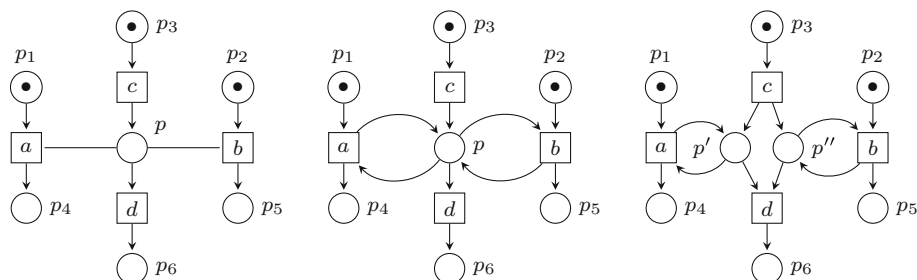 p₃ p₃ p₃
p₁ p₂ p₁ p₂ p₁ p₂
c c c
p
a b a p b a p′ p″ b
p₄ d p₅ p₄ d p₅ p₄ d p₅
p₆ p₆ p₆